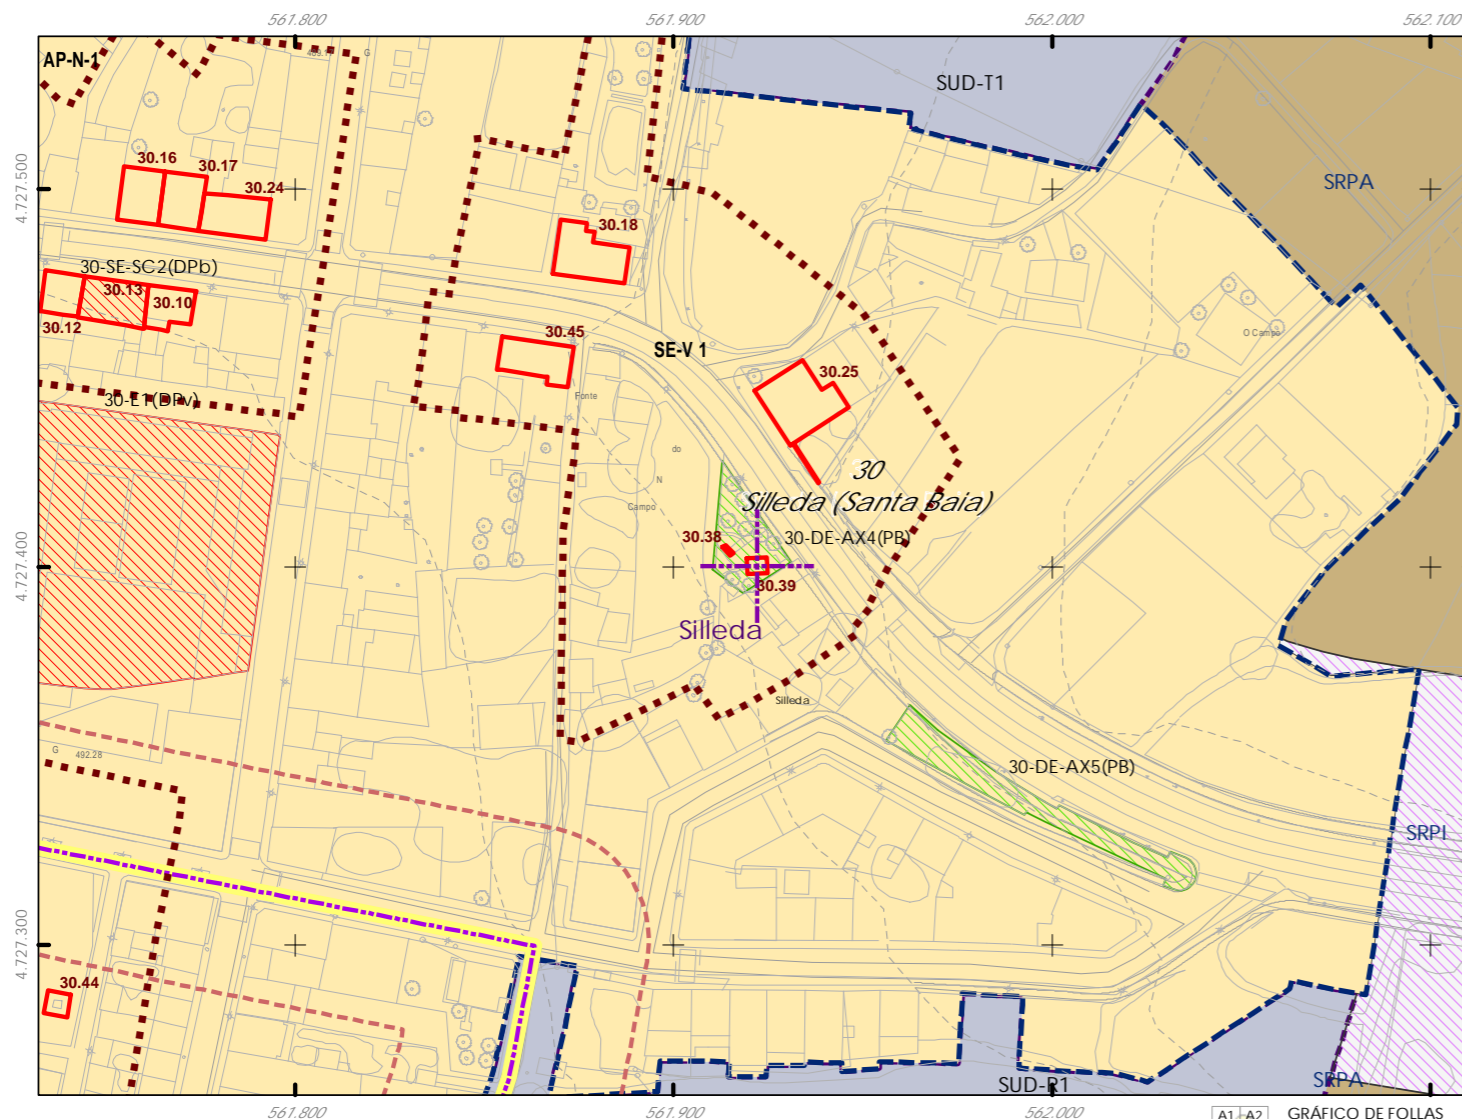 561.800
561.900
562.000
562.100
AP-N-1
G
SUD-T1
4.727.500
30.16
30.17
30.24
SRPA
30.18
30-SE-SC2(DPb)
30.13
30.10
30.12
30.45
SE-V 1
O Campo
30.25
Fonte
30-E1(DPv)
do
30
N
Silleda (Santa Baia)
Campo
30.38
30-DE-AX4(PB)
4.727.400
30.39
Silleda
Silleda
G
492.28
30-DE-AX5(PB)
SRPI
4.727.300
30.44
SUD-R1
SRPA
561.800
561.900
562.000
A1 A2
GRÁFICO DE FOLLAS